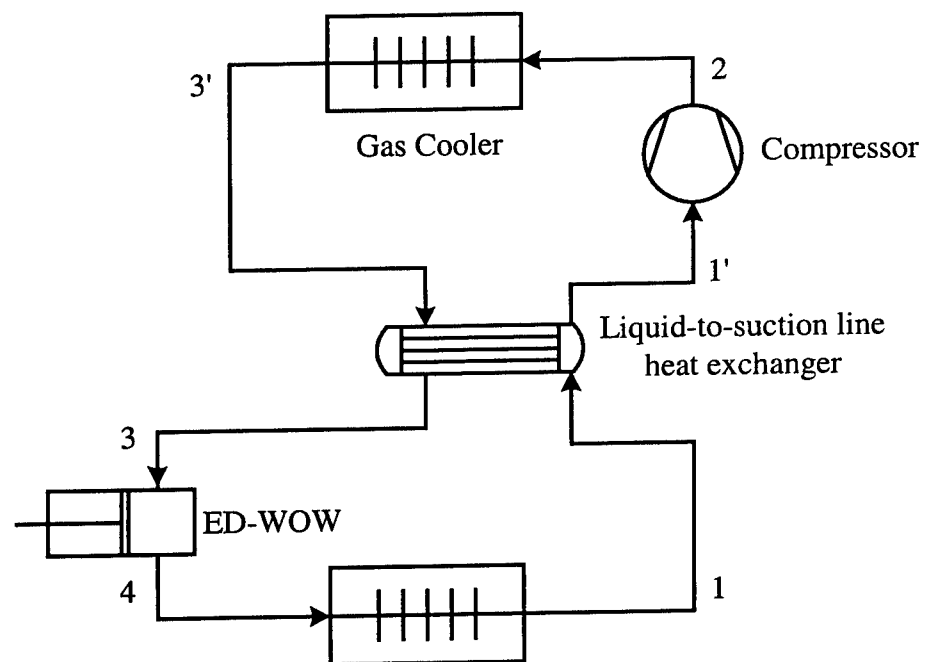 3'
2
Gas Cooler
Compressor
1'
Liquid-to-suction line
heat exchanger
3
ED-WOW
4
1